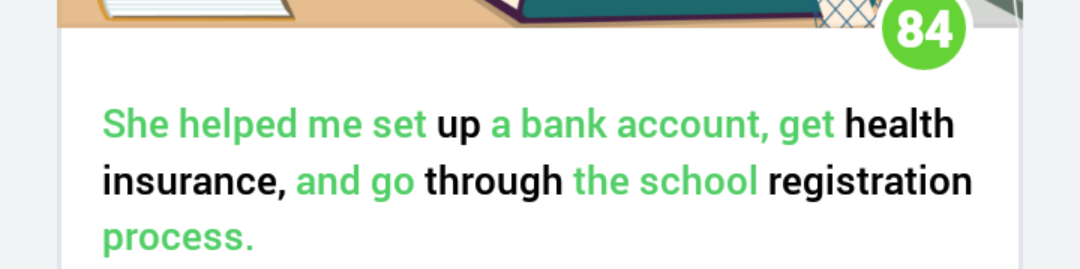 84
She helped me set up a bank account, get health
insurance, and go through the school registration
process.